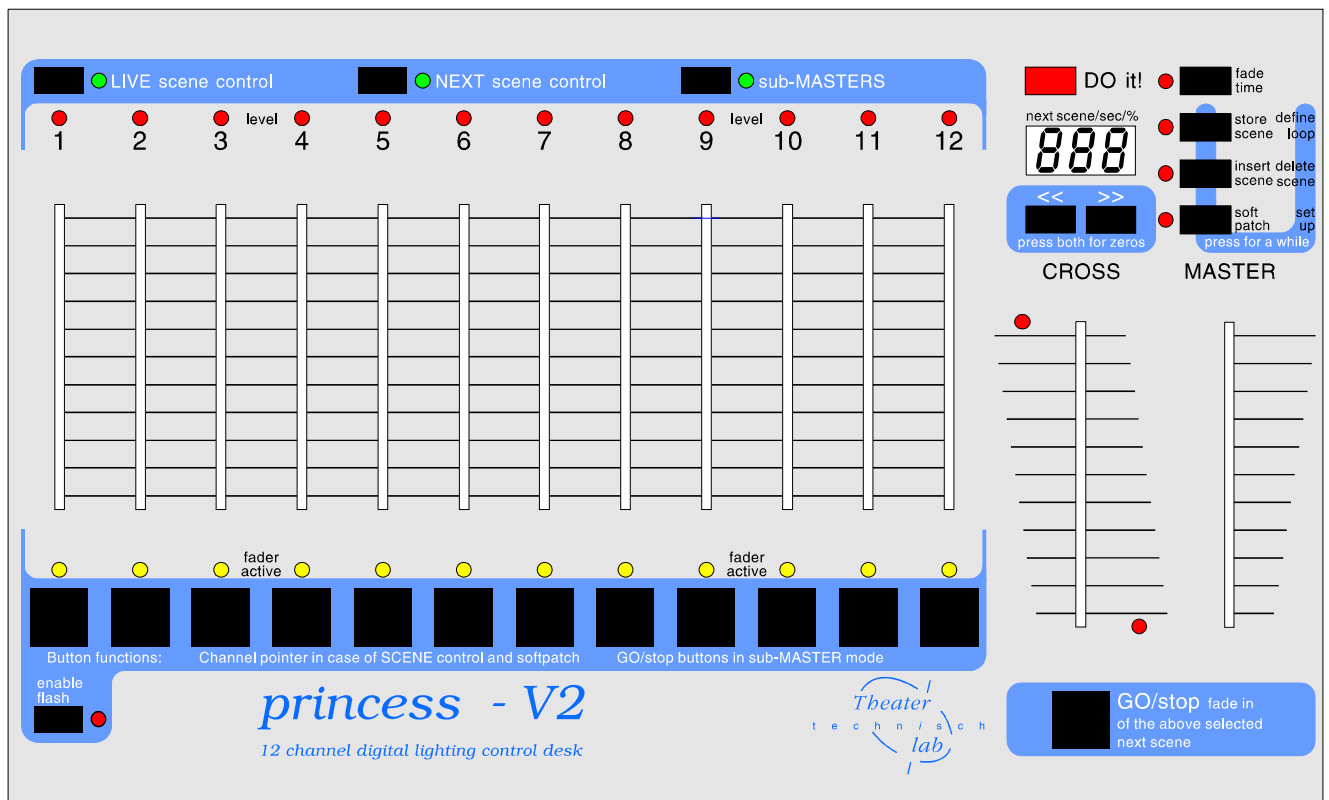 LIVE scene control
NEXT scene control
sub-MASTERS
level
level
1 2 3 4 5 6 7 8 9 10 11 12
fader
active
fader
active
Button functions:
Channel pointer in case of SCENE control and softpatch
GO/stop buttons in sub-MASTER mode
enable
flash
princess - V2
12 channel digital lighting control desk
Theater
technisch
lab
DO it!
next scene/sec/%
888
<< >>
press both for zeros
fade
time
store
scene
define
loop
insert
scene
delete
scene
soft
patch
set
up
press for a while
CROSS
MASTER
GO/stop fade in
of the above selected
next scene